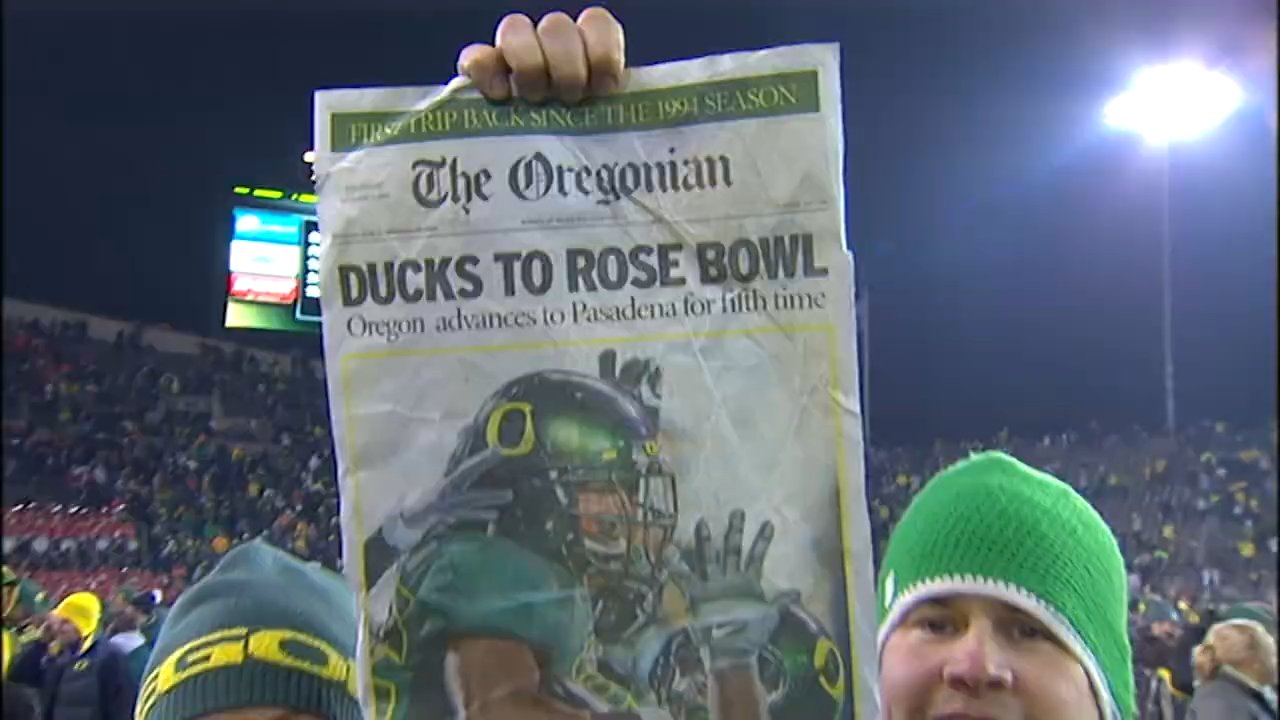 FIRST TRIP BACK SINCE THE 1994 SEASON
The Oregonian
DUCKS TO ROSE BOWL
Oregon advances to Pasadena for fifth time
O
GO